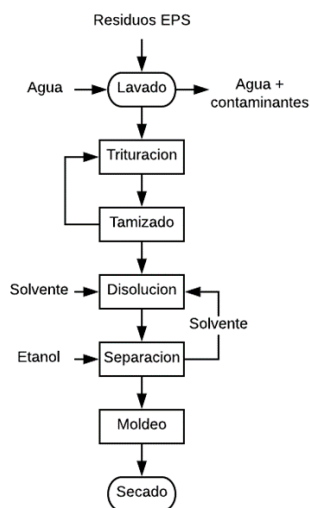 Residuos EPS
Agua
Lavado
Agua +
contaminantes
Trituracion
Tamizado
Solvente
Disolucion
Solvente
Etanol
Separacion
Moldeo
Secado